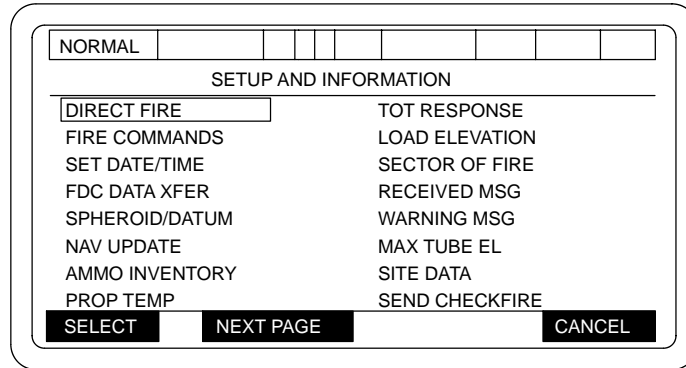 NORMAL
SETUP AND INFORMATION
DIRECT FIRE TOT RESPONSE
FIRE COMMANDS LOAD ELEVATION
SET DATE/TIME SECTOR OF FIRE
FDC DATA XFER RECEIVED MSG
SPHEROID/DATUM WARNING MSG
NAV UPDATE MAX TUBE EL
AMMO INVENTORY SITE DATA
PROP TEMP SEND CHECKFIRE
SELECT NEXT PAGE CANCEL